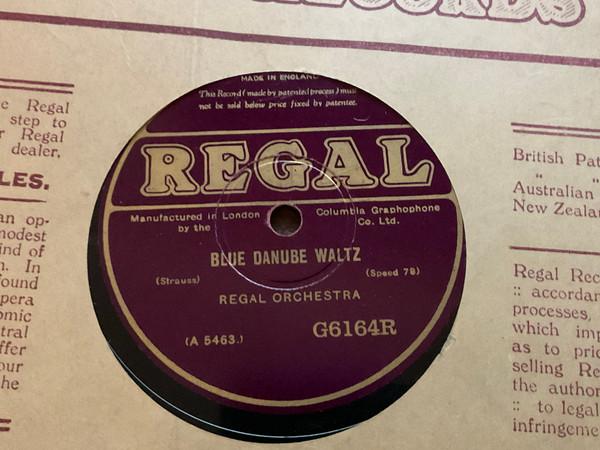 RECORDS
MADE IN ENGLAND
This Record (made by patented process) must
not be sold below price fixed by patentee.
REGAL
Manufactured in London
by the
Columbia Graphophone
Co. Ltd.
BLUE DANUBE WALTZ
(Strauss)
(Speed 78)
REGAL ORCHESTRA
(A 5463.)
G6164R
Regal
step to
Regal
dealer,
LES.
an op-
modest
ind of
In
ound
pera
omic
tral
ffer
our
he
British Pat
" "
Australian
New Zeala
Regal Rec
:: accordan
processes,
which imp
as to pric
selling Re
the author
:: to legal
infringeme